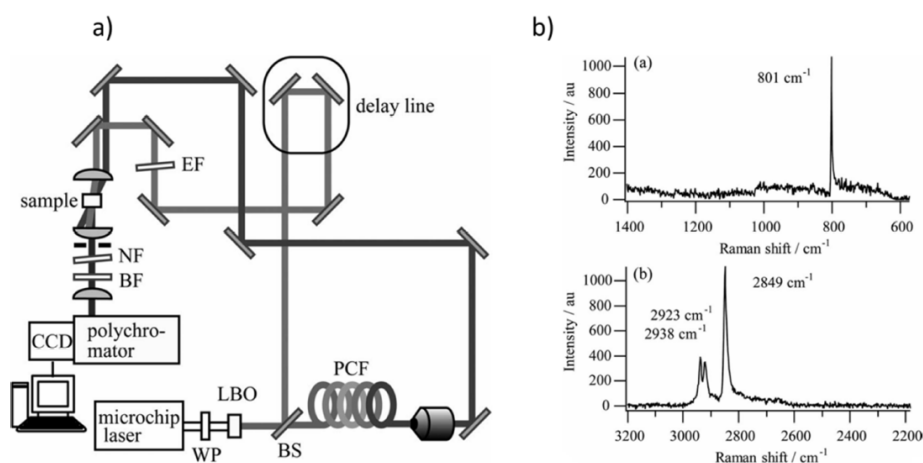 a)
delay line
EF
sample
NF
BF
CCD
polychro-
mator
LBO
PCF
microchip
laser
WP
BS
b)
(a)
801 cm⁻¹
Intensity / au
1000
800
600
400
200
0
1400 1200 1000 800 600
Raman shift / cm⁻¹
(b)
2849 cm⁻¹
2923 cm⁻¹
2938 cm⁻¹
Intensity / au
1000
800
600
400
200
0
3200 3000 2800 2600 2400 2200
Raman shift / cm⁻¹